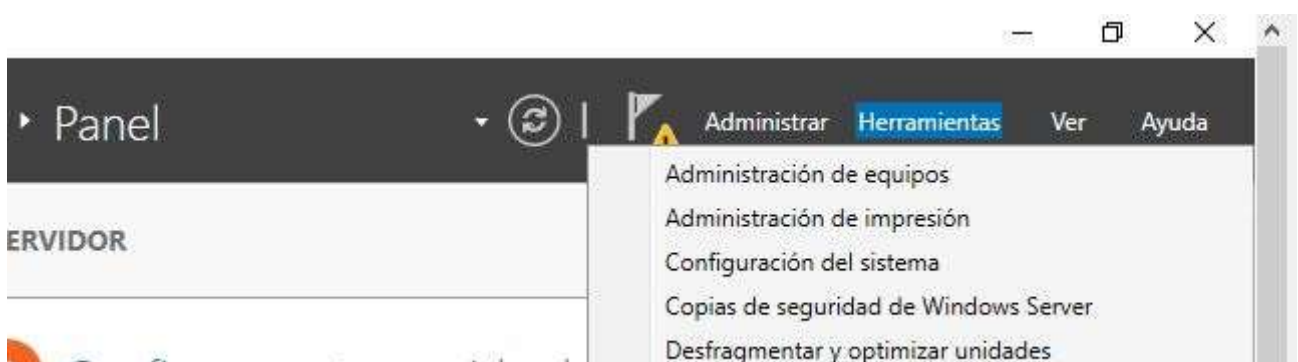 Panel
Administrar Herramientas Ver Ayuda
Administración de equipos
Administración de impresión
ERVIDOR
Configuración del sistema
Copias de seguridad de Windows Server
Desfragmentar y optimizar unidades